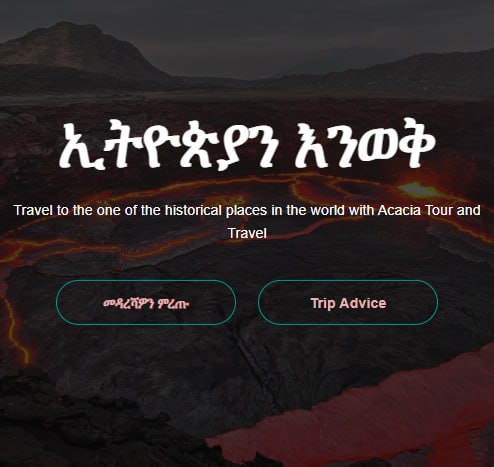 ኢትዮጵያን እንወቅ
Travel to the one of the historical places in the world with Acacia Tour and
Travel
መዳረሻዎን ምረጡ
Trip Advice